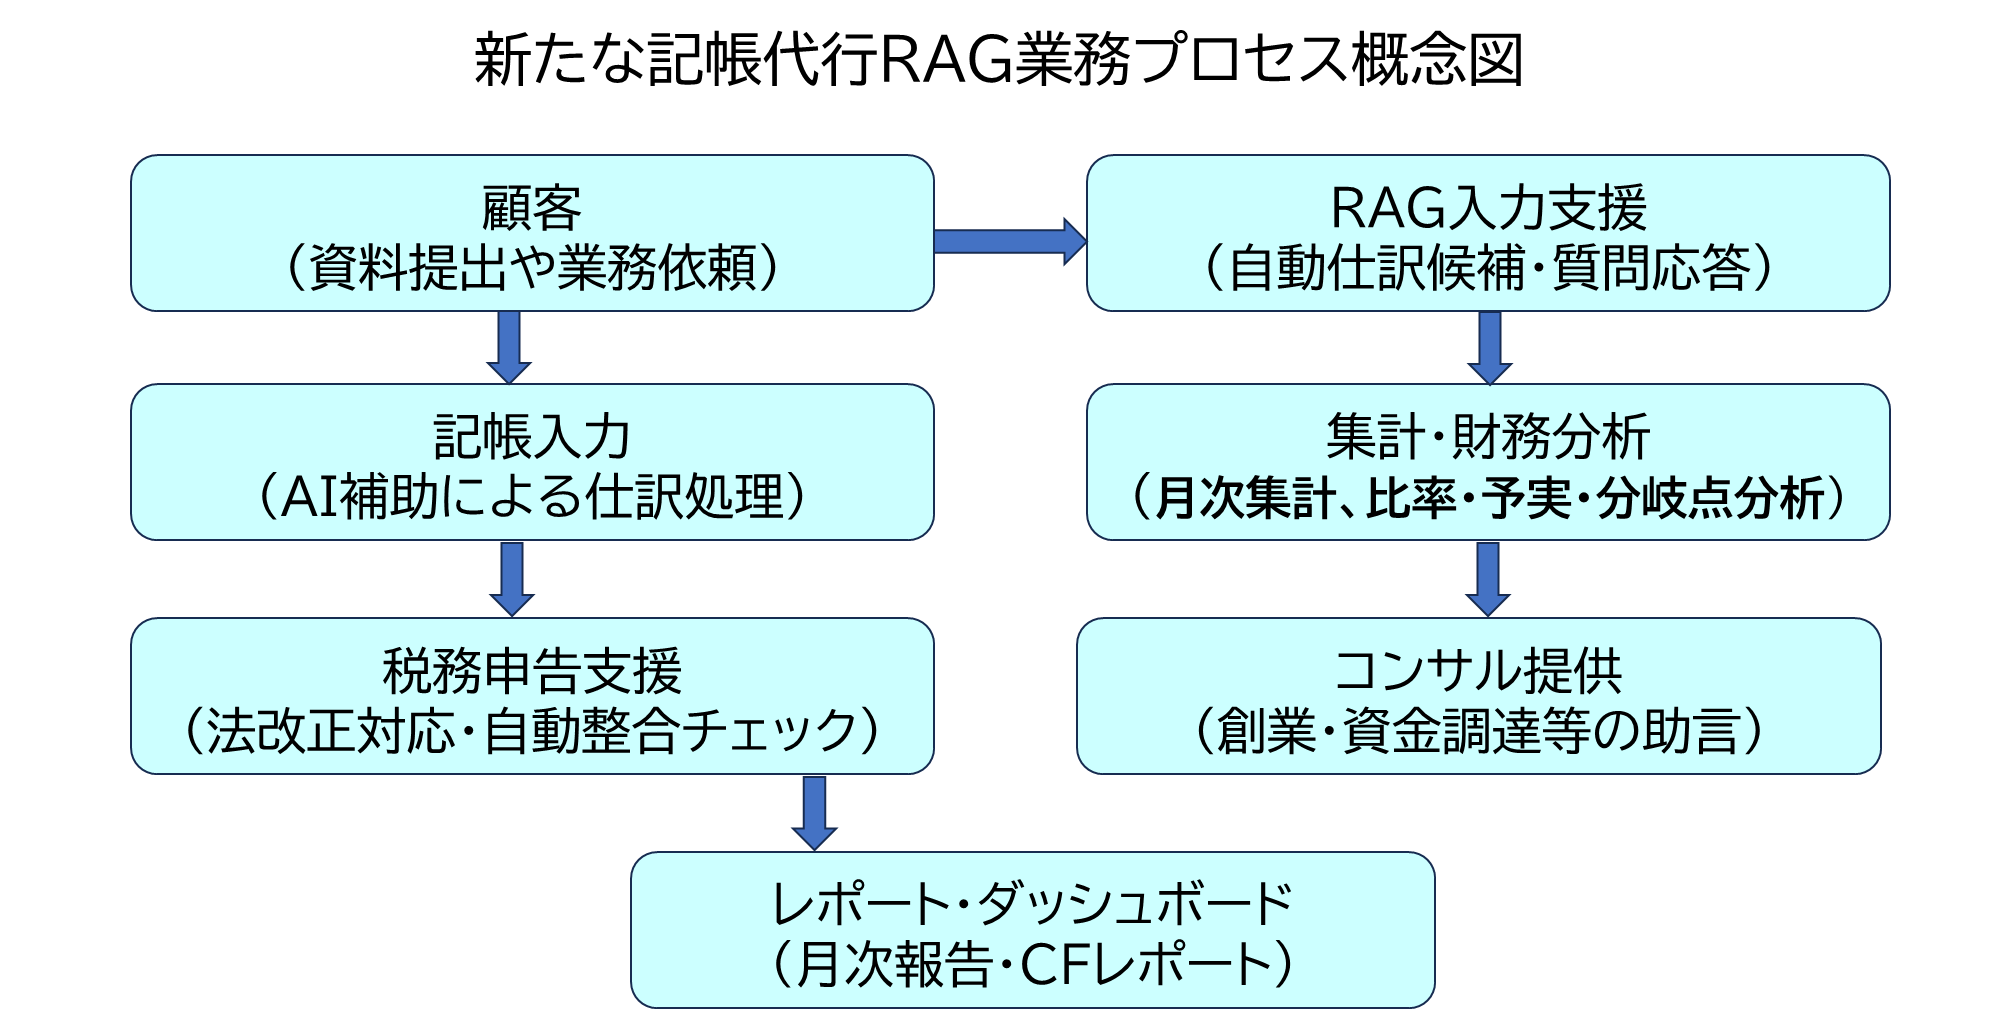 新たな記帳代行RAG業務プロセス概念図
顧客
（資料提出や業務依頼）
RAG入力支援
（自動仕訳候補・質問応答）
記帳入力
（AI補助による仕訳処理）
集計・財務分析
（月次集計、比率・予実・分岐点分析）
税務申告支援
（法改正対応・自動整合チェック）
コンサル提供
（創業・資金調達等の助言）
レポート・ダッシュボード
（月次報告・CFレポート）